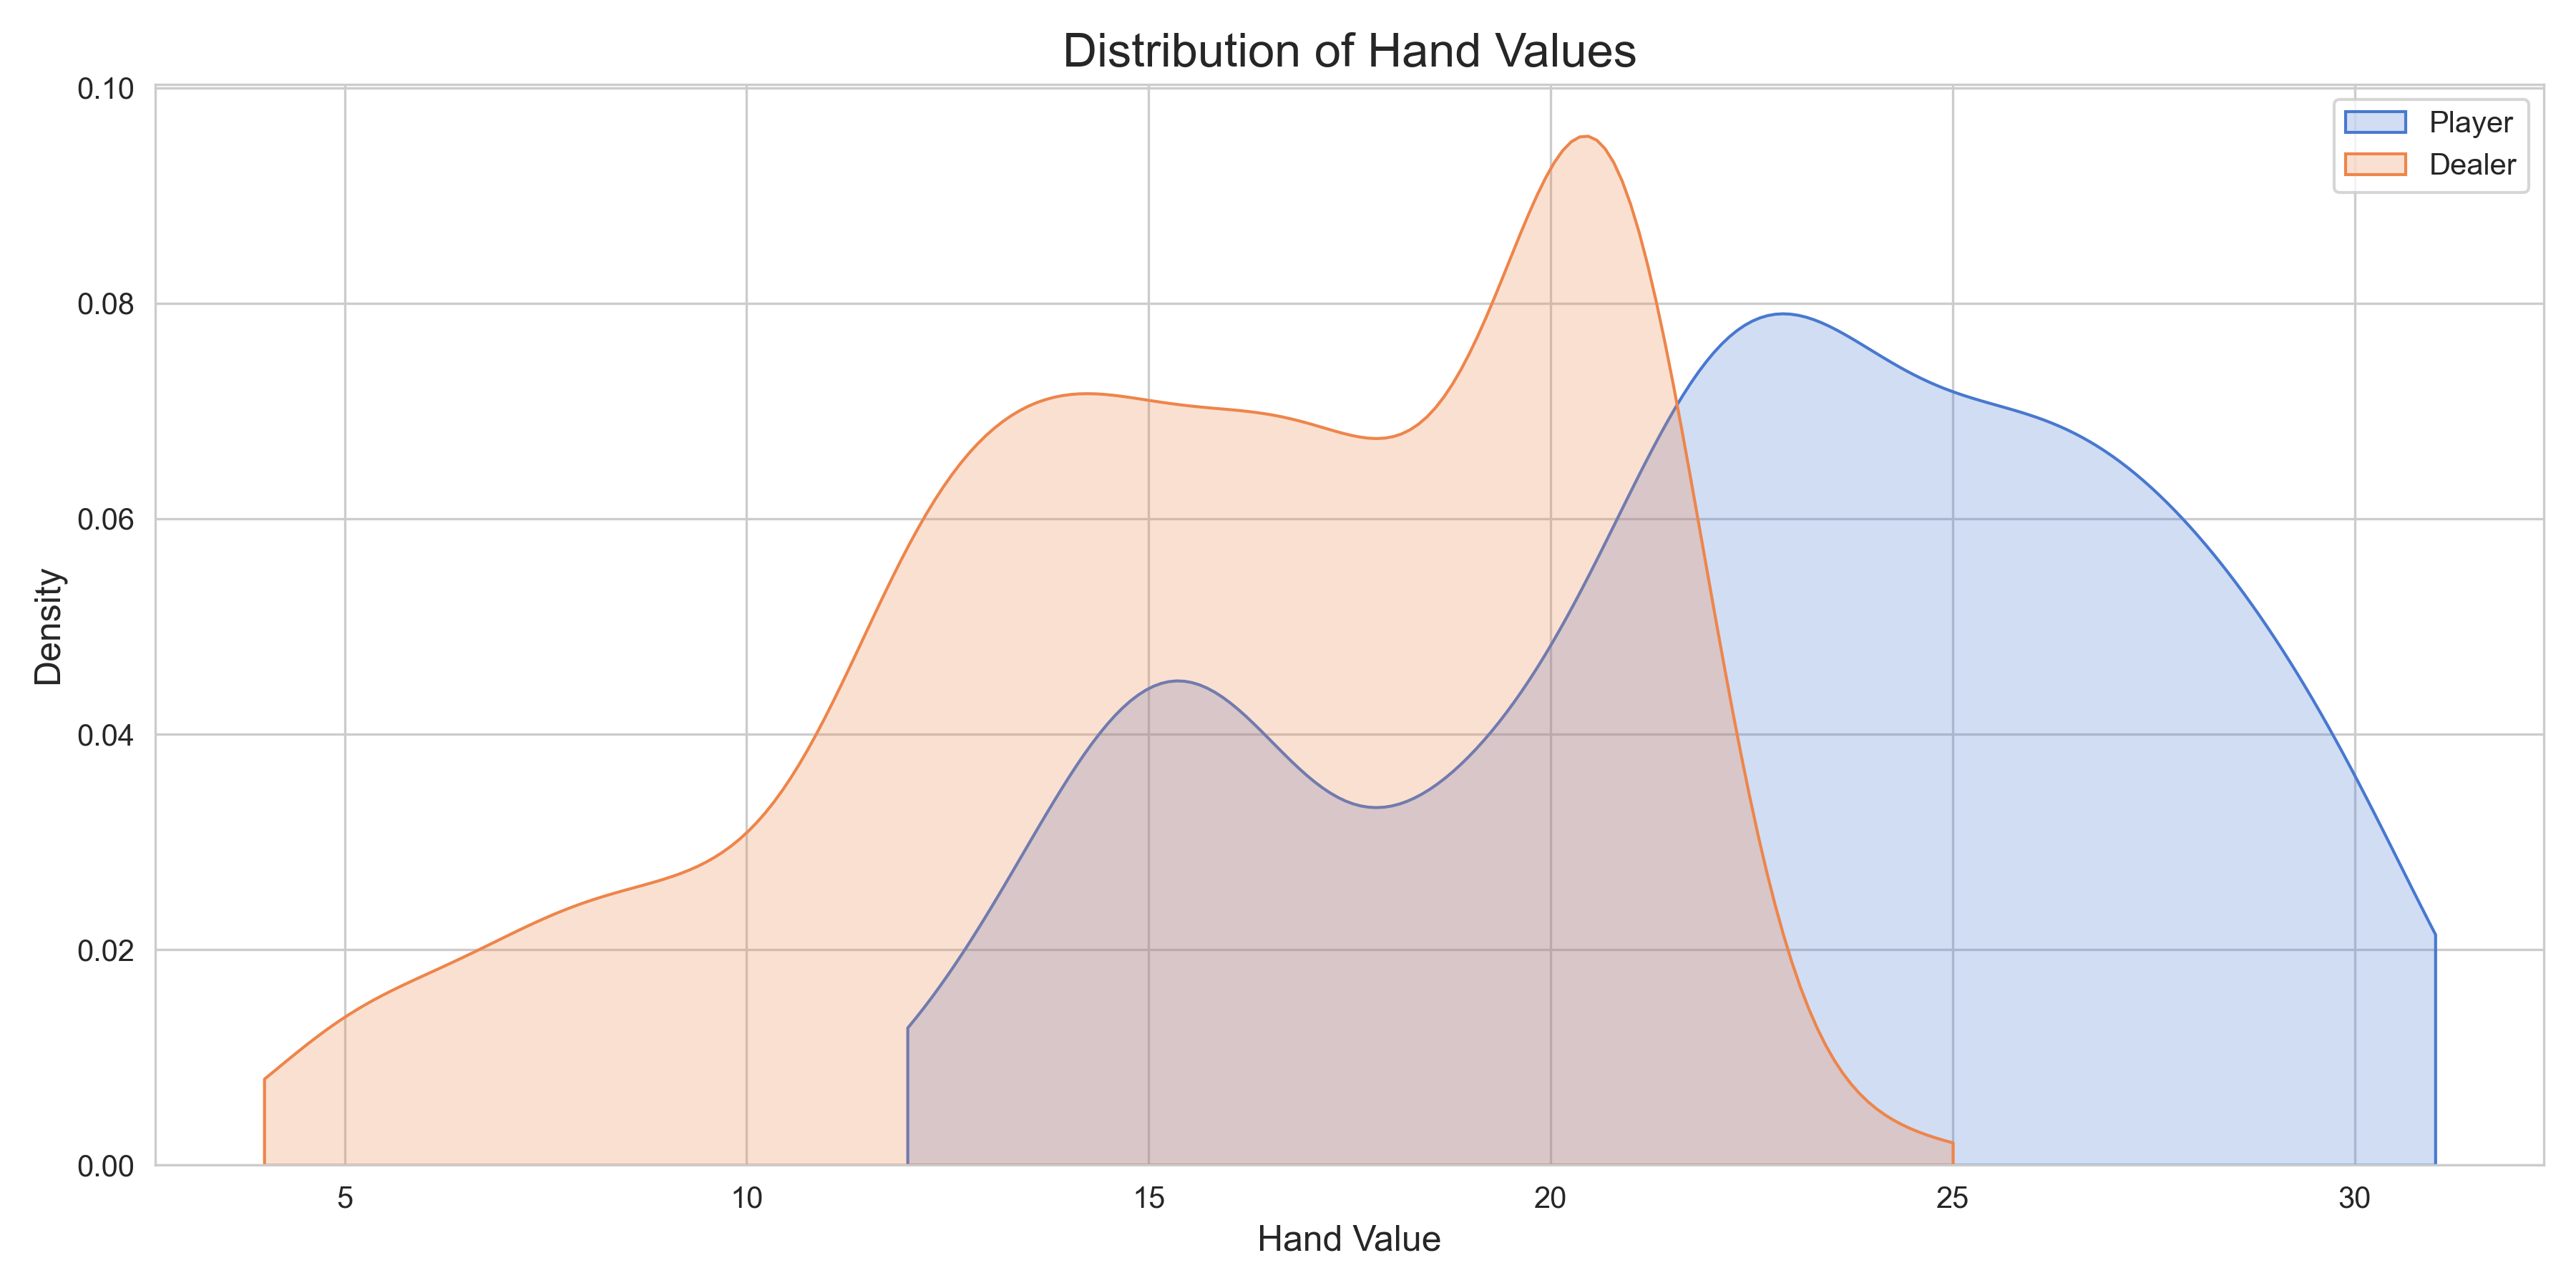 Distribution of Hand Values
Player
Dealer
Density
0.10
0.08
0.06
0.04
0.02
0.00
5 10 15 20 25 30
Hand Value